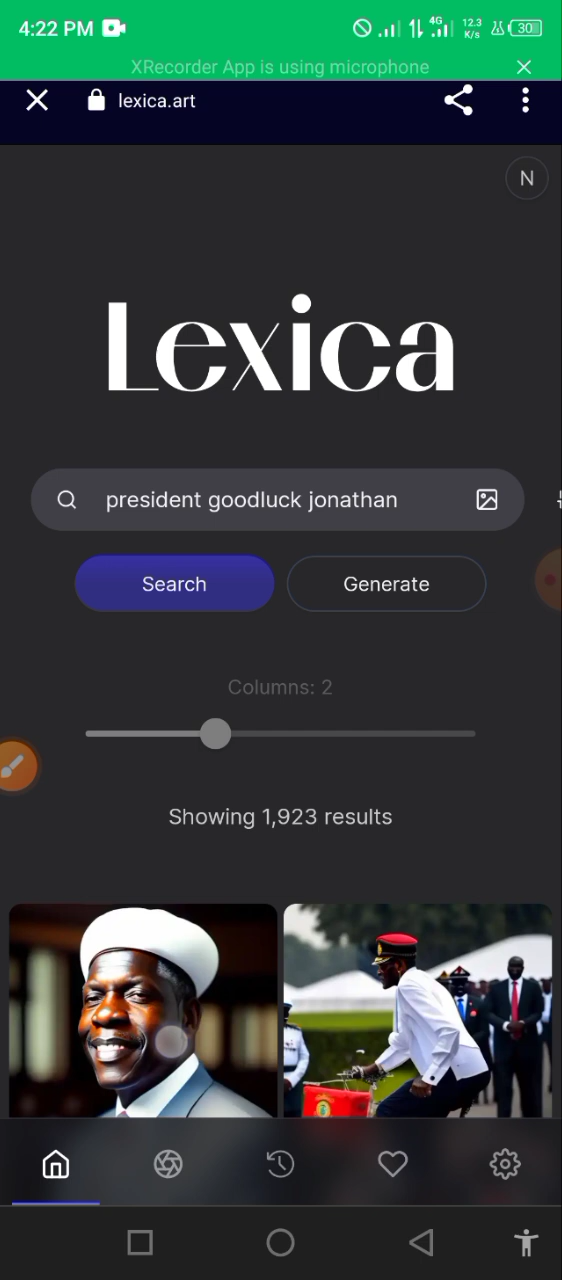 4:22 PM
4G
12.3
K/s
30
XRecorder App is using microphone
lexica.art
N
Lexica
president goodluck jonathan
Search
Generate
Columns: 2
Showing 1,923 results